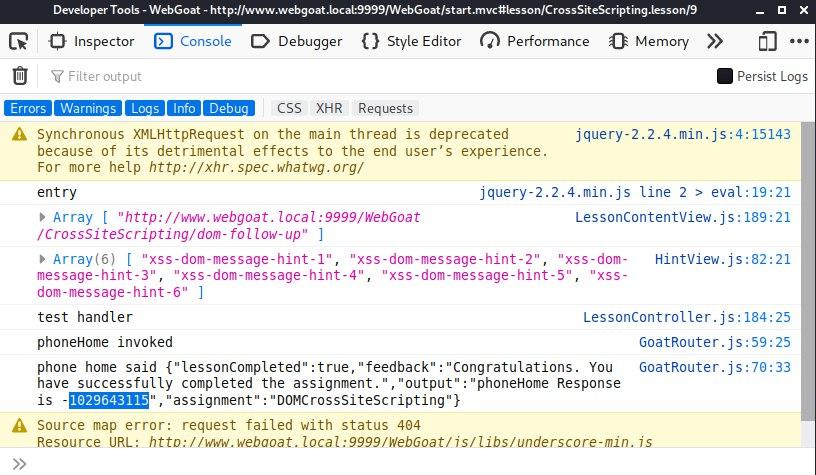 Developer Tools - WebGoat - http://www.webgoat.local:9999/WebGoat/start.mvc#lesson/CrossSiteScripting.lesson/9
Inspector Console Debugger Style Editor Performance Memory
Filter output Persist Logs
Errors Warnings Logs Info Debug CSS XHR Requests
Synchronous XMLHttpRequest on the main thread is deprecated jquery-2.2.4.min.js:4:15143
because of its detrimental effects to the end user’s experience.
For more help http://xhr.spec.whatwg.org/
entry jquery-2.2.4.min.js line 2 > eval:19:21
Array [ "http://www.webgoat.local:9999/WebGoat LessonContentView.js:189:21
/CrossSiteScripting/dom-follow-up" ]
Array(6) [ "xss-dom-message-hint-1", "xss-dom-message-hint-2", "xss-dom- HintView.js:82:21
message-hint-3", "xss-dom-message-hint-4", "xss-dom-message-hint-5", "xss-
dom-message-hint-6" ]
test handler LessonController.js:184:25
phoneHome invoked GoatRouter.js:59:25
phone home said {"lessonCompleted":true,"feedback":"Congratulations. You GoatRouter.js:70:33
have successfully completed the assignment.","output":"phoneHome Response
is -1029643115","assignment":"DOMCrossSiteScripting"}
Source map error: request failed with status 404
Resource URL: http://www.webgoat.local:9999/WebGoat/js/libs/underscore-min.js